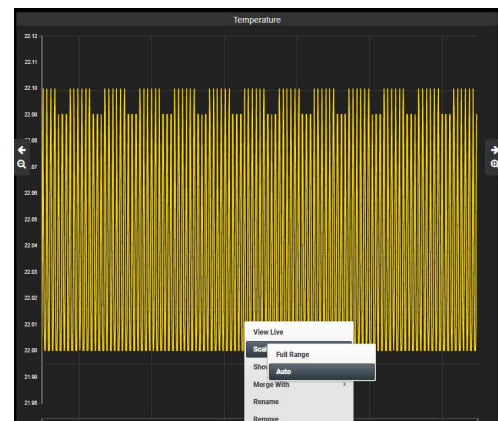 Temperature
22.12
22.11
22.10
22.09
22.08
22.07
22.06
22.05
22.04
22.03
22.02
22.01
22.00
21.99
21.98
View Live
Full Range
Auto
Merge With
Rename
Remove